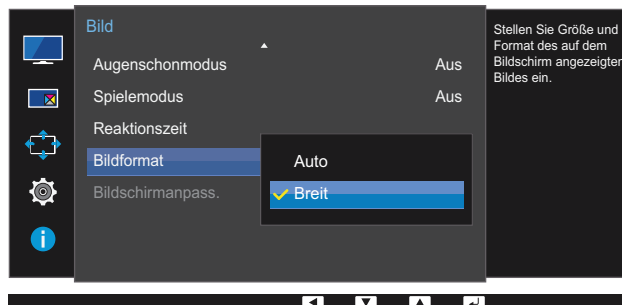 Bild
Augenschonmodus Aus
Spielemodus Aus
Reaktionszeit
Bildformat
Auto
Bildschirmanpass.
Breit
Stellen Sie Größe und
Format des auf dem
Bildschirm angezeigten
Bildes ein.